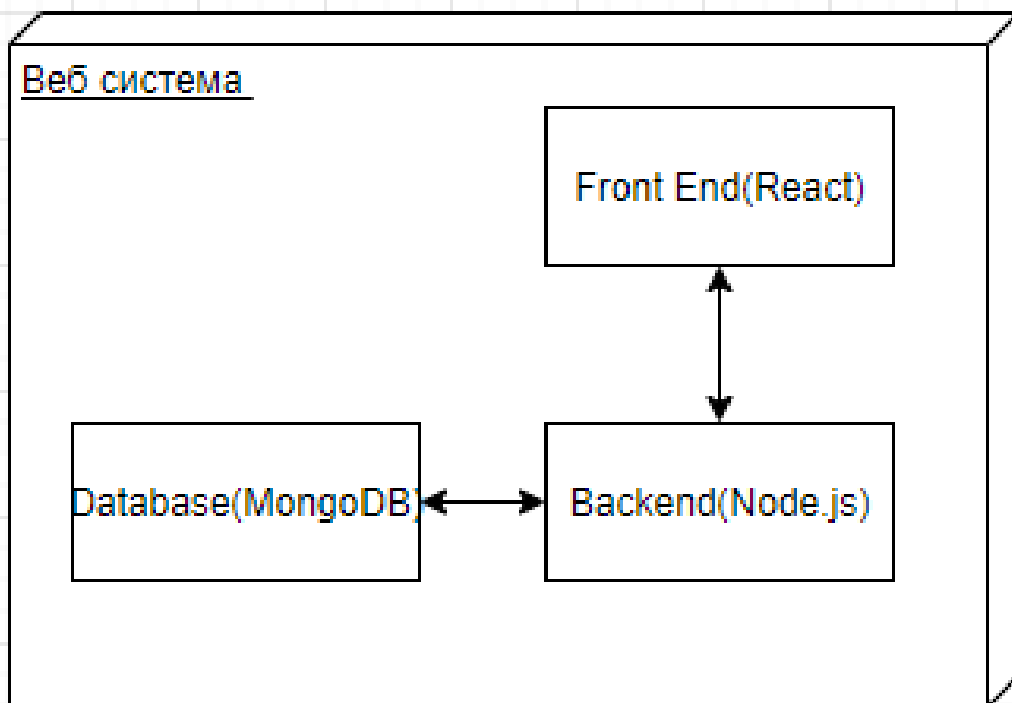 Веб система
Front End(React)
Database(MongoDB)
Backend(Node.js)